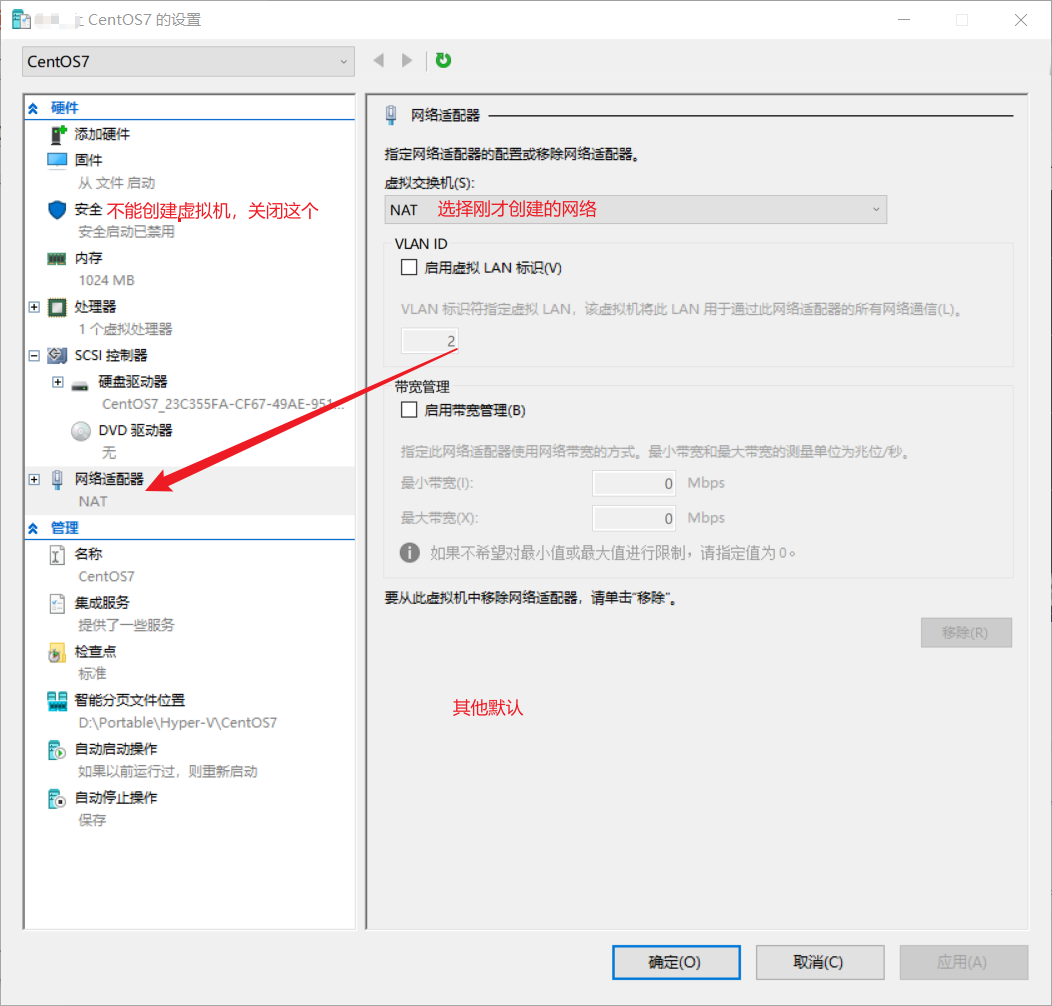 CentOS7 的设置
CentOS7
硬件
添加硬件
固件
从 文件 启动
安全 不能创建虚拟机，关闭这个
安全启动已禁用
内存
1024 MB
处理器
1 个虚拟处理器
SCSI 控制器
硬盘驱动器
CentOS7_23C355FA-CF67-49AE-951...
DVD 驱动器
无
网络适配器
NAT
管理
名称
CentOS7
集成服务
提供了一些服务
检查点
标准
智能分页文件位置
D:\Portable\Hyper-V\CentOS7
自动启动操作
如果以前运行过，则重新启动
自动停止操作
保存
网络适配器
指定网络适配器的配置或移除网络适配器。
虚拟交换机(S):
NAT 选择刚才创建的网络
VLAN ID
启用虚拟 LAN 标识(V)
VLAN 标识符指定虚拟 LAN，该虚拟机将此 LAN 用于通过此网络适配器的所有网络通信(L)。
2
带宽管理
启用带宽管理(B)
指定此网络适配器使用网络带宽的方式。最小带宽和最大带宽的测量单位为兆位/秒。
最小带宽(I): 0 Mbps
最大带宽(X): 0 Mbps
如果不希望对最小值或最大值进行限制，请指定值为 0。
要从此虚拟机中移除网络适配器，请单击“移除”。
移除(R)
其他默认
确定(O) 取消(C) 应用(A)